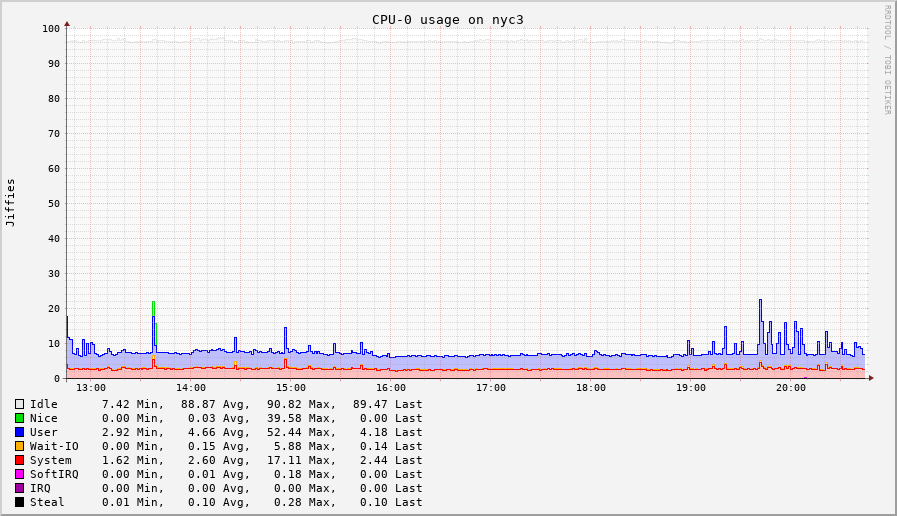 CPU-0 usage on nyc3
RRDTOOL / TOBI OETIKER
Jiffies
100
90
80
70
60
50
40
30
20
10
0
13:00 14:00 15:00 16:00 17:00 18:00 19:00 20:00
Idle 7.42 Min, 88.87 Avg, 90.82 Max, 89.47 Last
Nice 0.00 Min, 0.03 Avg, 39.58 Max, 0.00 Last
User 2.92 Min, 4.66 Avg, 52.44 Max, 4.18 Last
Wait-IO 0.00 Min, 0.15 Avg, 5.88 Max, 0.14 Last
System 1.62 Min, 2.60 Avg, 17.11 Max, 2.44 Last
SoftIRQ 0.00 Min, 0.01 Avg, 0.18 Max, 0.00 Last
IRQ 0.00 Min, 0.00 Avg, 0.00 Max, 0.00 Last
Steal 0.01 Min, 0.10 Avg, 0.28 Max, 0.10 Last